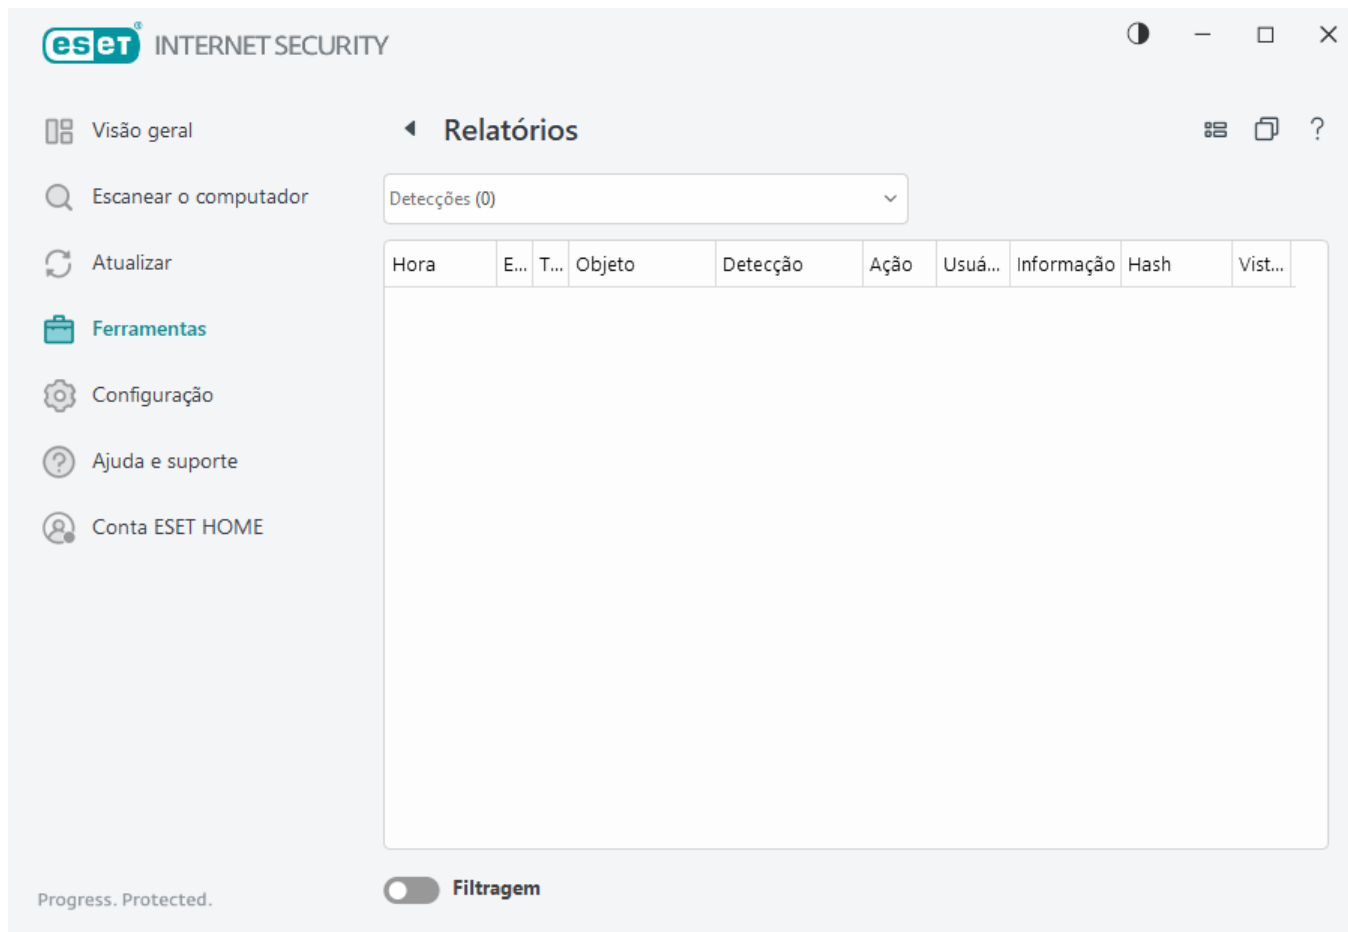 eseT® INTERNET SECURITY
Visão geral
Relatórios
?
Escanear o computador
Detecções (0)
Atualizar
Hora E... T... Objeto Detecção Ação Usuá... Informação Hash Vist...
Ferramentas
Configuração
Ajuda e suporte
Conta ESET HOME
Filtragem
Progress. Protected.